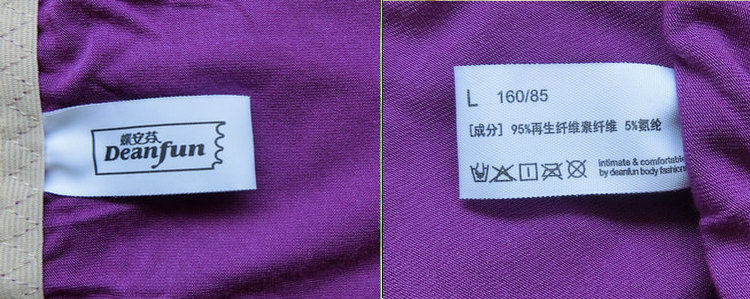 蝶安芬
Deanfun
L 160/85
[成分] 95%再生纤维素纤维 5%氨纶
intimate & comfortable
by deanfun body fashion